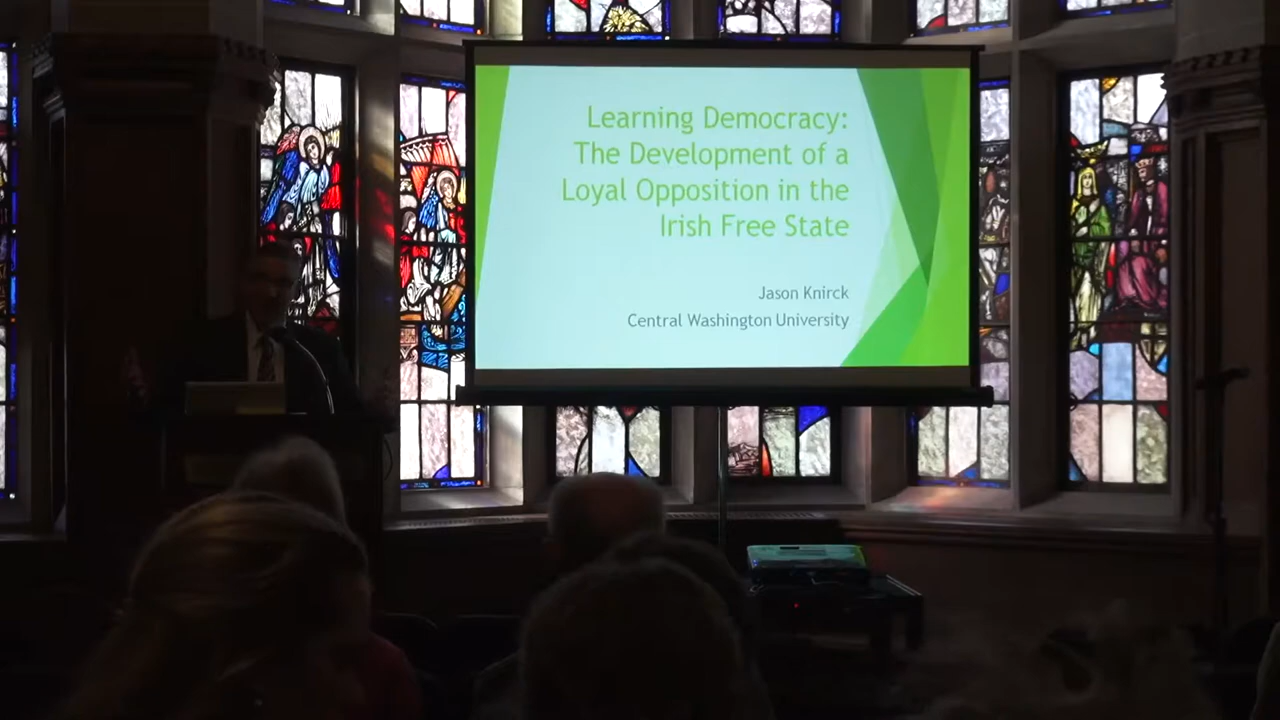 Learning Democracy:
The Development of a
Loyal Opposition in the
Irish Free State
Jason Knirck
Central Washington University